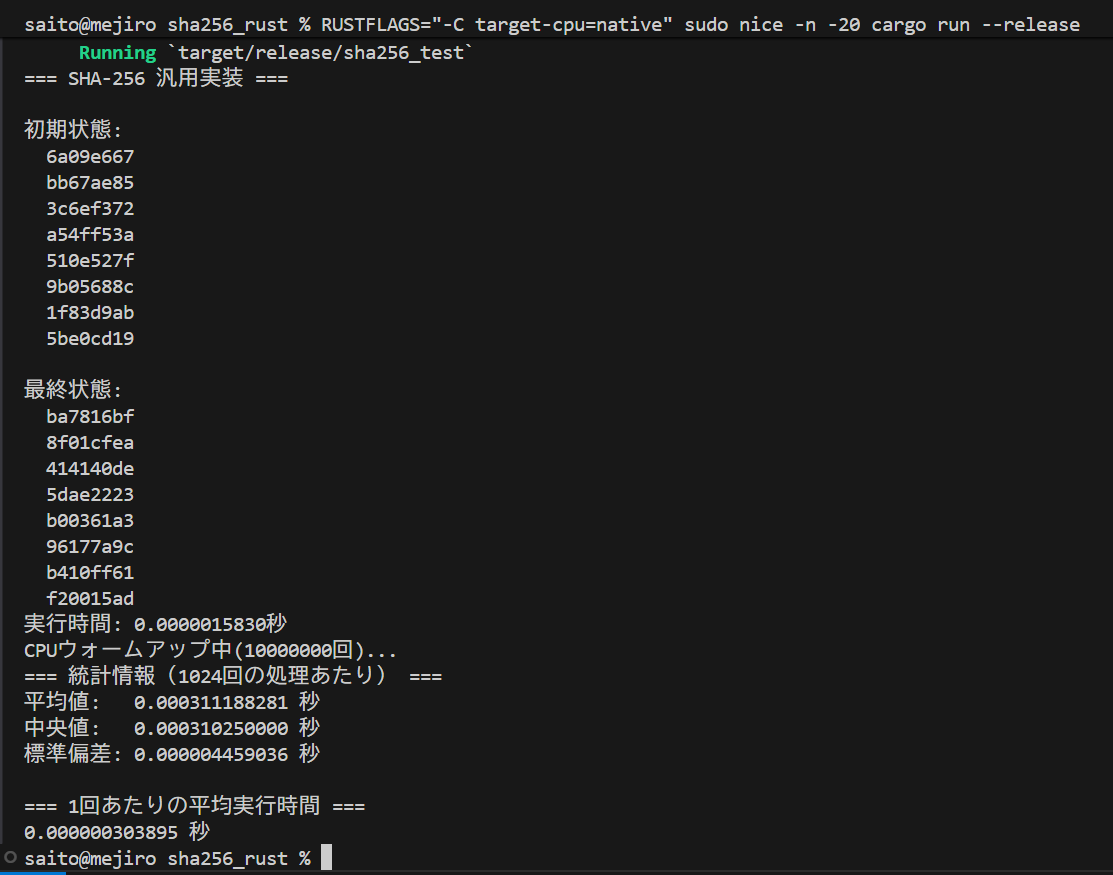 saito@mejiro sha256_rust % RUSTFLAGS="-C target-cpu=native" sudo nice -n -20 cargo run --release
Running `target/release/sha256_test`
=== SHA-256 汎用実装 ===
初期状態:
6a09e667
bb67ae85
3c6ef372
a54ff53a
510e527f
9b05688c
1f83d9ab
5be0cd19
最終状態:
ba7816bf
8f01cfea
414140de
5dae2223
b00361a3
96177a9c
b410ff61
f20015ad
実行時間: 0.0000015830秒
CPUウォームアップ中(10000000回)...
=== 統計情報（1024回の処理あたり） ===
平均値: 0.000311188281 秒
中央値: 0.000310250000 秒
標準偏差: 0.000004459036 秒
=== 1回あたりの平均実行時間 ===
0.000000303895 秒
saito@mejiro sha256_rust %